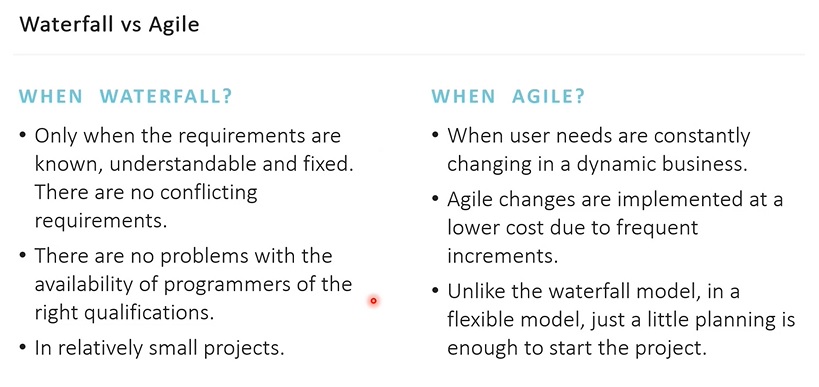 Waterfall vs Agile
WHEN WATERFALL?
• Only when the requirements are
known, understandable and fixed.
There are no conflicting
requirements.
• There are no problems with the
availability of programmers of the
right qualifications.
• In relatively small projects.
WHEN AGILE?
• When user needs are constantly
changing in a dynamic business.
• Agile changes are implemented at a
lower cost due to frequent
increments.
• Unlike the waterfall model, in a
flexible model, just a little planning is
enough to start the project.